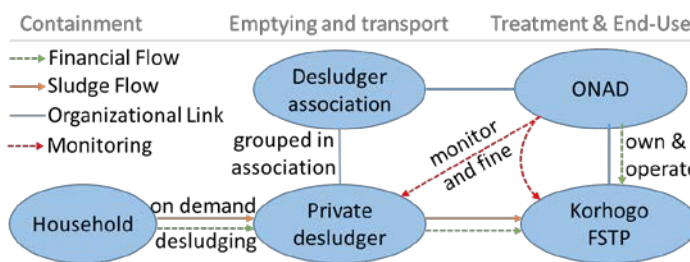 Containment
Emptying and transport
Treatment & End-Use
Financial Flow
Sludge Flow
Organizational Link
Monitoring
Desludger
association
ONAD
grouped in
association
monitor
and fine
own &
operate
Household
on demand
desludging
Private
desludger
Korhogo
FSTP